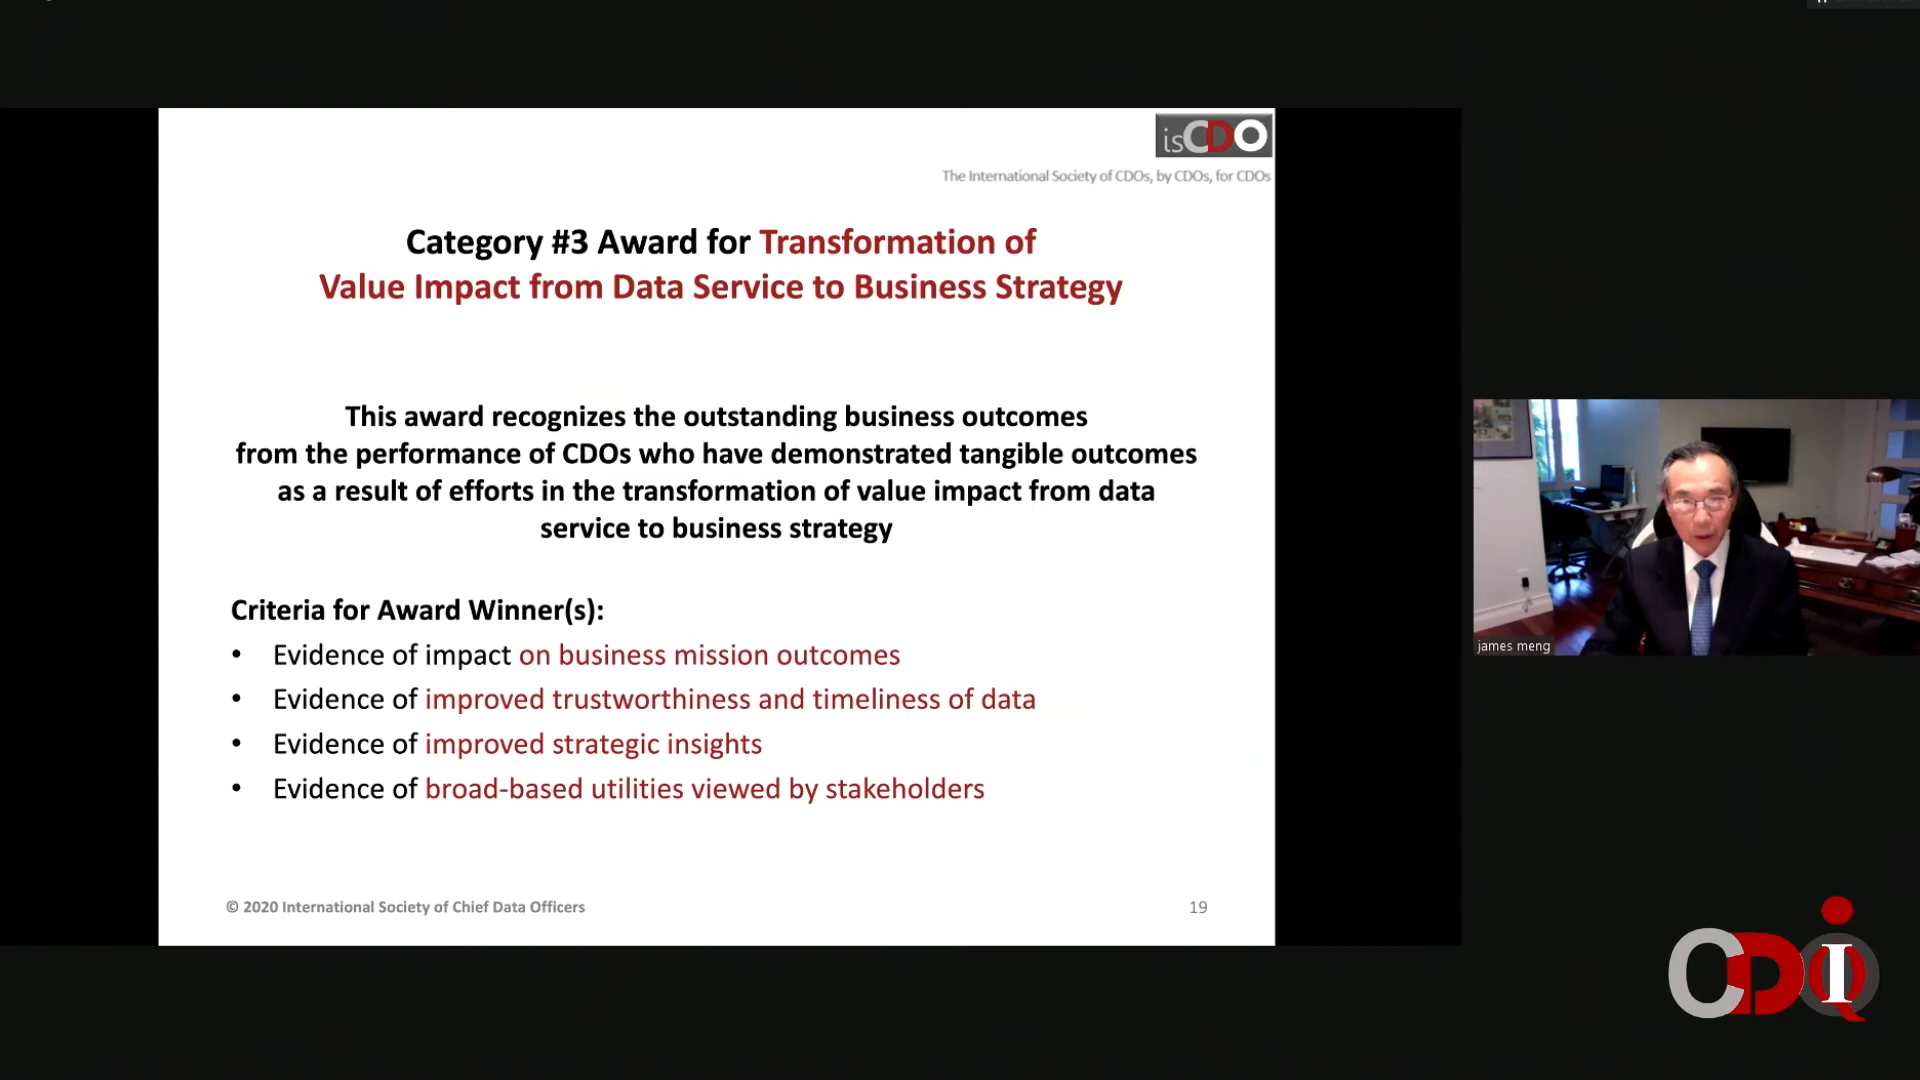 isCDO
The International Society of CDOs, by CDOs, for CDOs
Category #3 Award for Transformation of
Value Impact from Data Service to Business Strategy
This award recognizes the outstanding business outcomes
from the performance of CDOs who have demonstrated tangible outcomes
as a result of efforts in the transformation of value impact from data
service to business strategy
Criteria for Award Winner(s):
• Evidence of impact on business mission outcomes
• Evidence of improved trustworthiness and timeliness of data
• Evidence of improved strategic insights
• Evidence of broad-based utilities viewed by stakeholders
© 2020 International Society of Chief Data Officers
19
james meng
CDOIQ